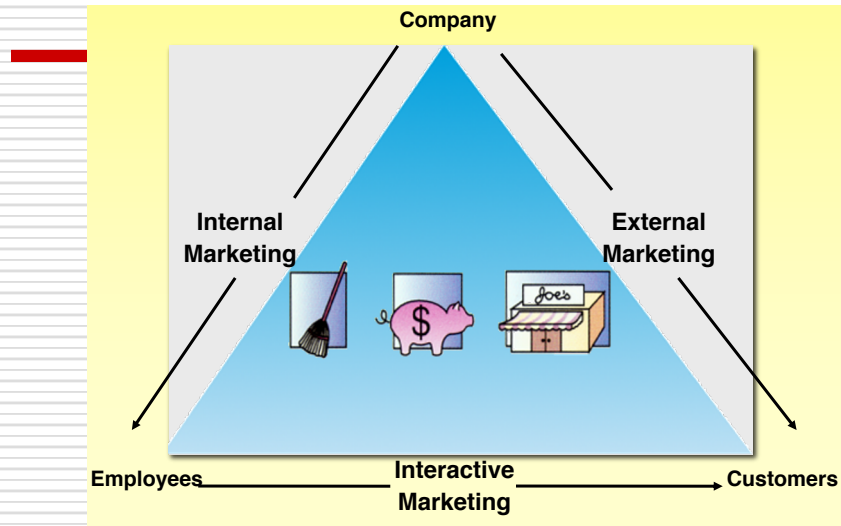 Company
Internal
Marketing
External
Marketing
Joe's
$
Employees
Interactive
Marketing
Customers